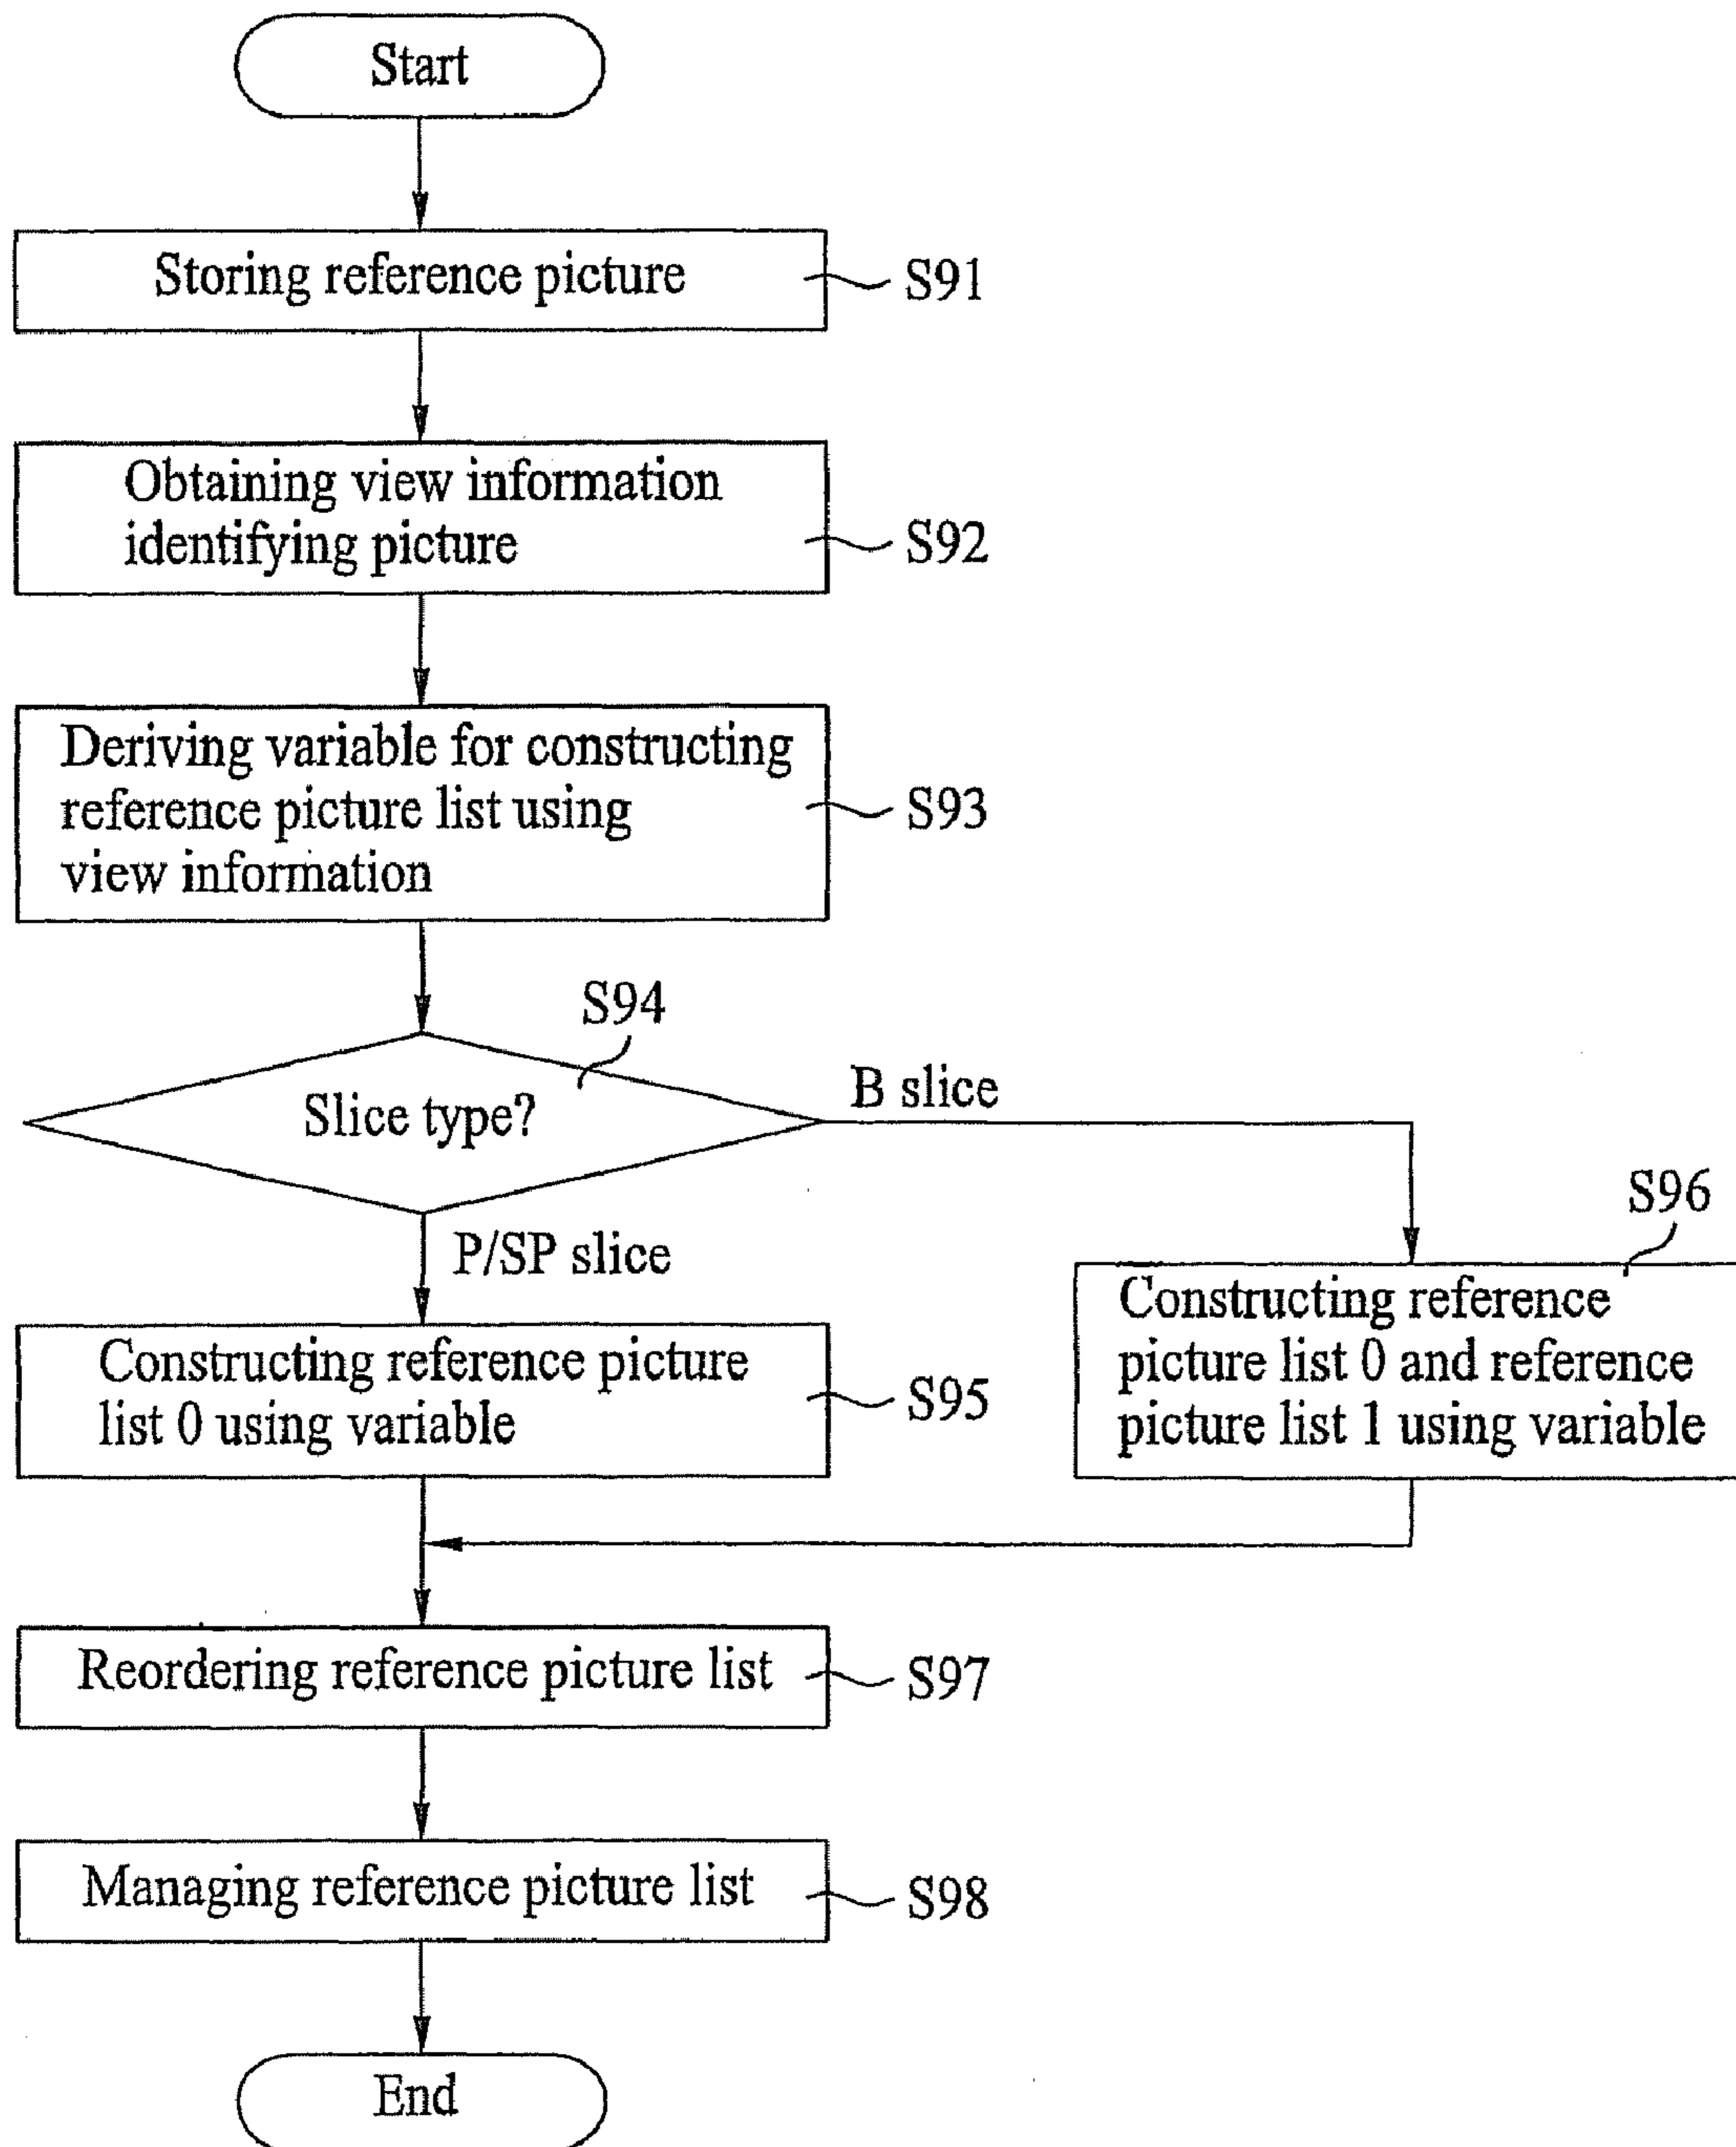 Start
Storing reference picture
S91
Obtaining view information
identifying picture
S92
Deriving variable for constructing
reference picture list using
view information
S93
S94
Slice type?
B slice
P/SP slice
S96
Constructing reference
picture list 0 and reference
picture list 1 using variable
Constructing reference picture
list 0 using variable
S95
Reordering reference picture list
S97
Managing reference picture list
S98
End